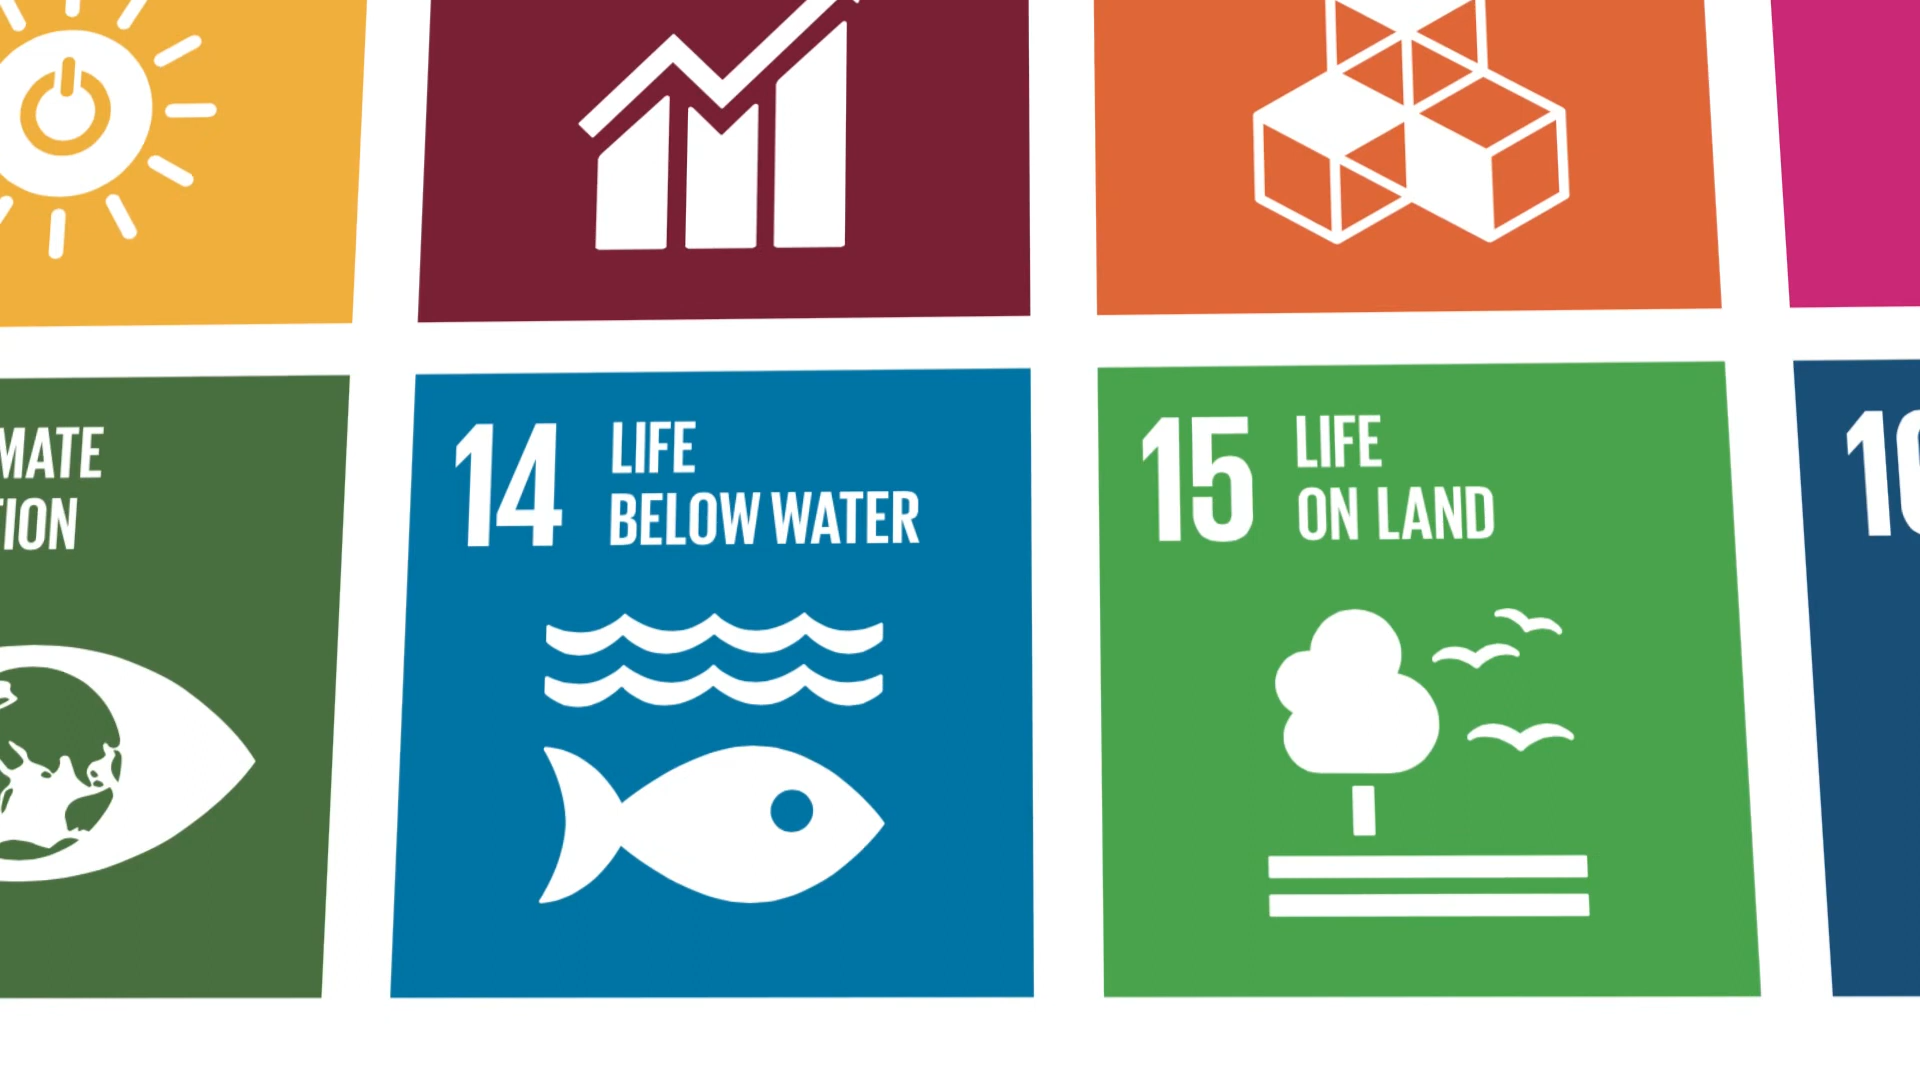 MATE
TION
14
LIFE
BELOW WATER
15
LIFE
ON LAND